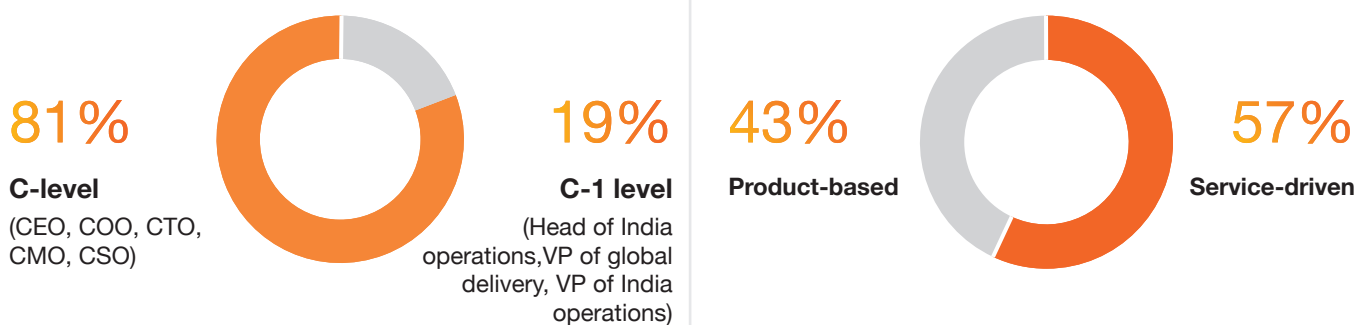 81%
C-level
(CEO, COO, CTO,
CMO, CSO)
19%
C-1 level
(Head of India
operations,VP of global
delivery, VP of India
operations)
43%
Product-based
57%
Service-driven